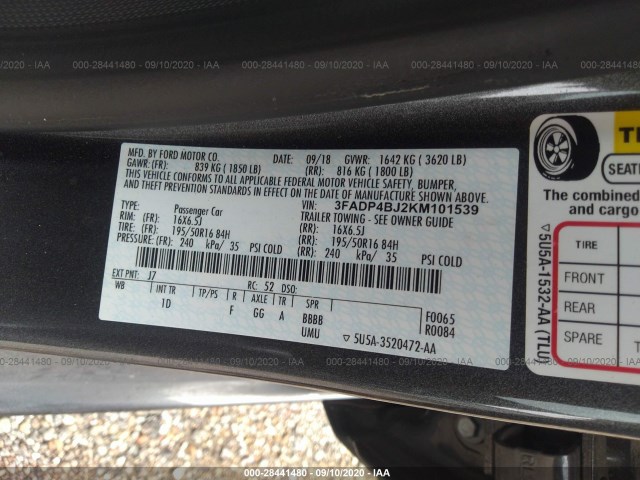 000-28441480 - 09/10/2020 - IAA
MFD. BY FORD MOTOR CO.
DATE: 09/18 GVWR: 1642 KG ( 3620 LB)
GAWR:(FR): 839 KG ( 1850 LB) (RR): 816 KG ( 1800 LB)
THIS VEHICLE CONFORMS TO ALL APPLICABLE FEDERAL MOTOR VEHICLE SAFETY, BUMPER,
AND THEFT PREVENTION STANDARDS IN EFFECT ON THE DATE OF MANUFACTURE SHOWN ABOVE.
VIN: 3FADP4BJ2KM101539
TYPE: Passenger Car TRAILER TOWING - SEE OWNER GUIDE
RIM: (FR) 16X6.5J (RR): 16X6.5J
TIRE: (FR) 195/50R16 84H (RR): 195/50R16 84H
PRESSURE: (FR) 240 kPa/ 35 PSI COLD (RR): 240 kPa/ 35 PSI COLD
EXT PNT: J7 RC: 52 DSO:
WB INT TR TP/PS R AXLE TR SPR
1D F GG A BBBB
UMU
F0065
R0084
▽ 5U5A-3520472-AA
SEAT
The combined
and cargo
TIRE
FRONT
REAR
SPARE
▽5U5A-1532-AA (TLU)
000-28441480 - 09/10/2020 - IAA